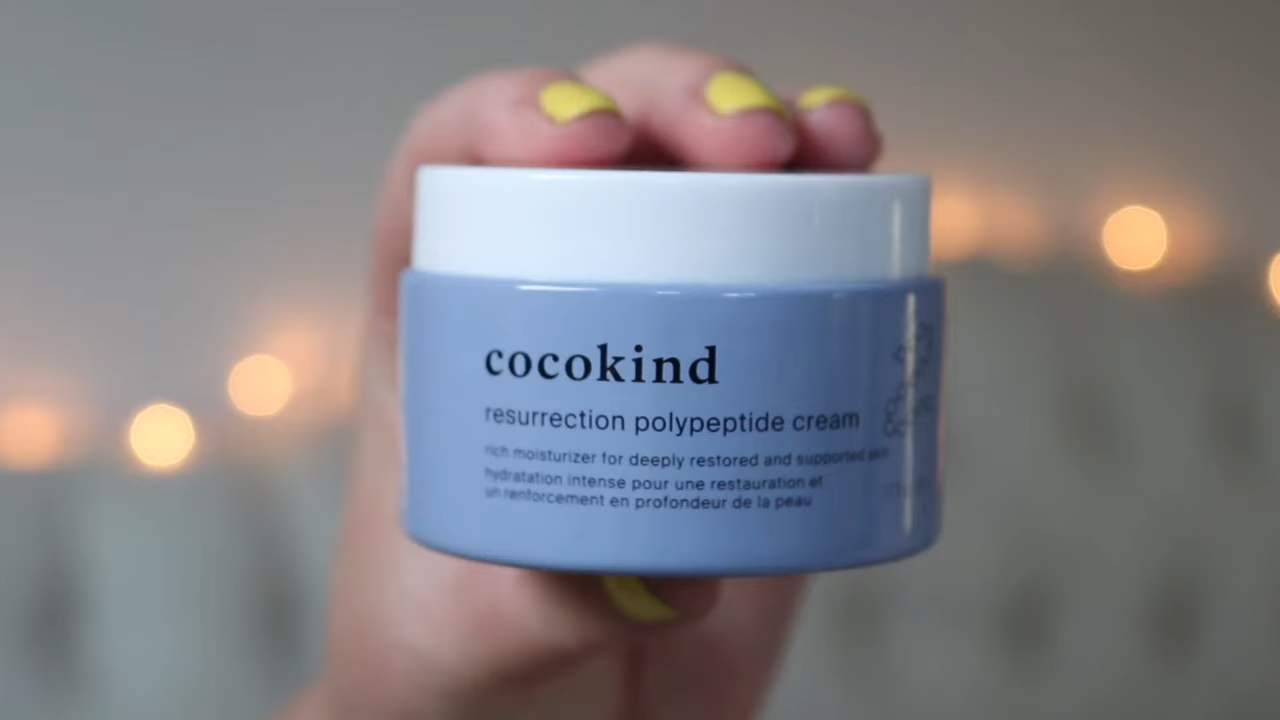 cocokind
resurrection polypeptide cream
rich moisturizer for deeply restored and supported skin
hydratation intense pour une restauration et
un renforcement en profondeur de la peau